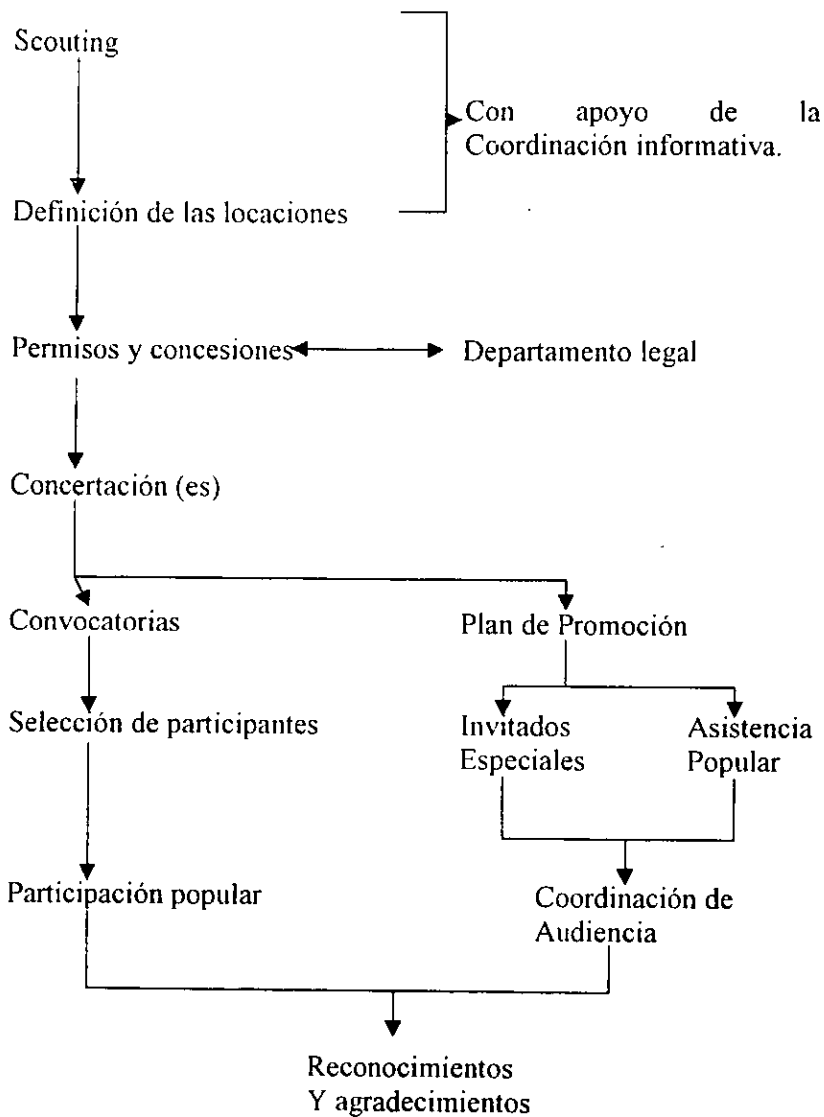 Scouting
Con apoyo de la
Coordinación informativa.
Definición de las locaciones
Permisos y concesiones
Departamento legal
Concertación (es)
Convocatorias
Plan de Promoción
Selección de participantes
Invitados
Especiales
Asistencia
Popular
Participación popular
Coordinación de
Audiencia
Reconocimientos
Y agradecimientos